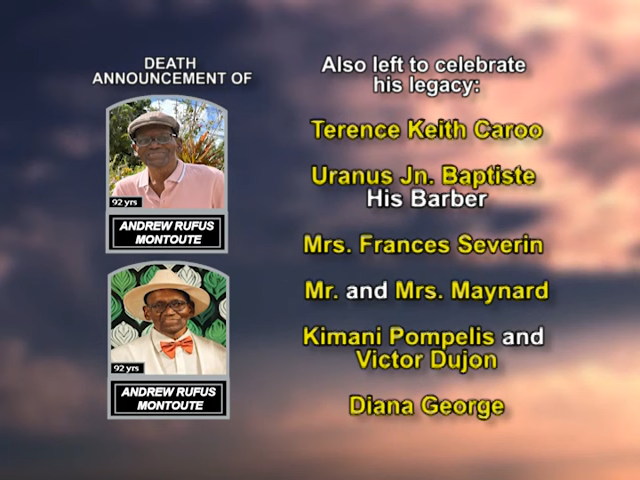 DEATH
ANNOUNCEMENT OF
92 yrs
ANDREW RUFUS
MONTOUTE
92 yrs
ANDREW RUFUS
MONTOUTE
Also left to celebrate
his legacy:
Terence Keith Caroo
Uranus Jn. Baptiste
His Barber
Mrs. Frances Severin
Mr. and Mrs. Maynard
Kimani Pompelis and
Victor Dujon
Diana George